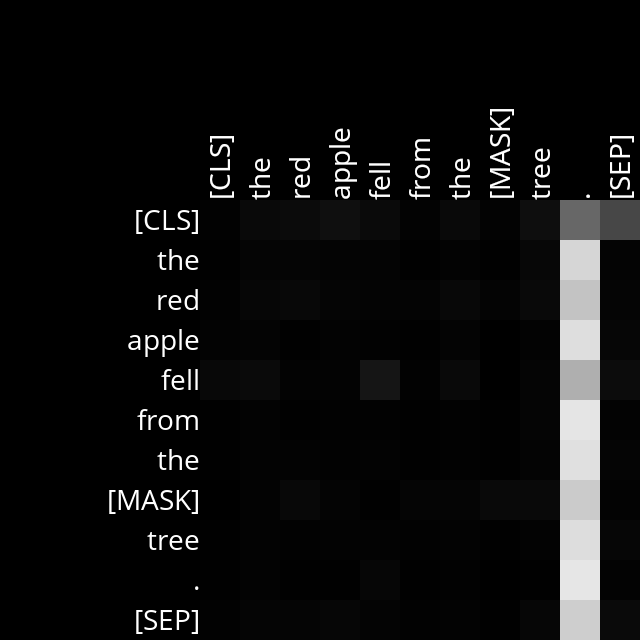 [CLS] the red apple fell from the [MASK] tree . [SEP]
[CLS]
the
red
apple
fell
from
the
[MASK]
tree
.
[SEP]